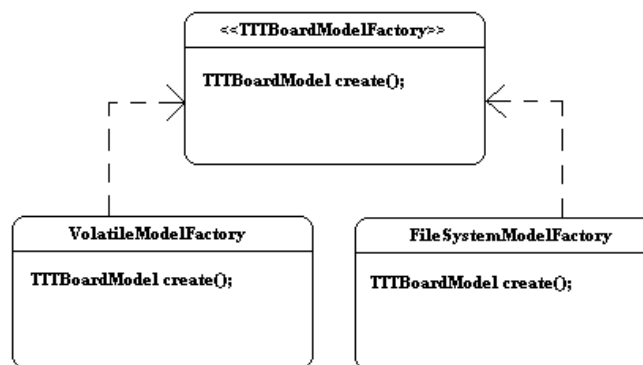 <<TTTBoardModelFactory>>
TTTBoardModel create();
VolatileModelFactory
TTTBoardModel create();
FileSystemModelFactory
TTTBoardModel create();